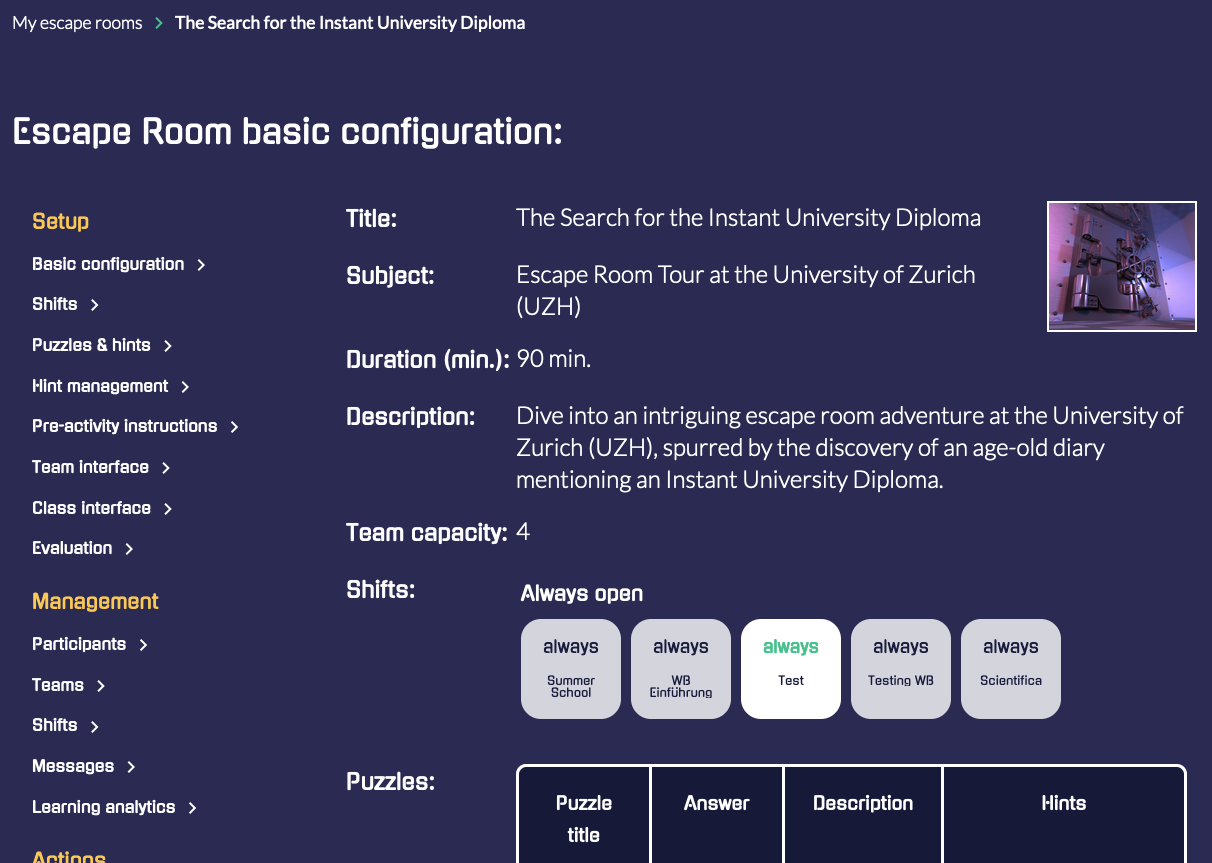 My escape rooms > The Search for the Instant University Diploma
Escape Room basic configuration:
Setup
Basic configuration >
Shifts >
Puzzles & hints >
Hint management >
Pre-activity instructions >
Team interface >
Class interface >
Evaluation >
Management
Participants >
Teams >
Shifts >
Messages >
Learning analytics >
Actions
Title: The Search for the Instant University Diploma
Subject: Escape Room Tour at the University of Zurich
(UZH)
Duration (min.): 90 min.
Description: Dive into an intriguing escape room adventure at the University of
Zurich (UZH), spurred by the discovery of an age-old diary
mentioning an Instant University Diploma.
Team capacity: 4
Shifts: Always open
always
Summer
School
always
WB
Einführung
always
Test
always
Testing WB
always
Scientifica
Puzzles:
Puzzle
title
Answer
Description
Hints